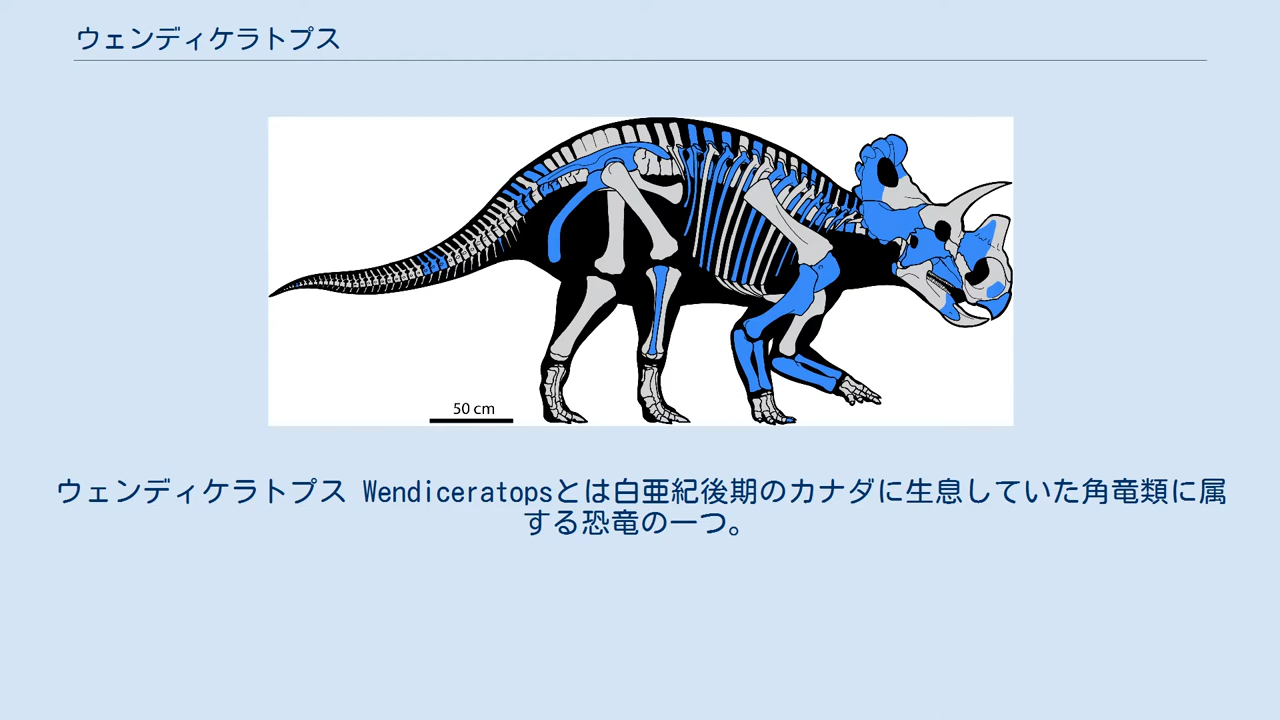 ウェンディケラトプス
50 cm
ウェンディケラトプス Wendiceratopsとは白亜紀後期のカナダに生息していた角竜類に属
する恐竜の一つ。